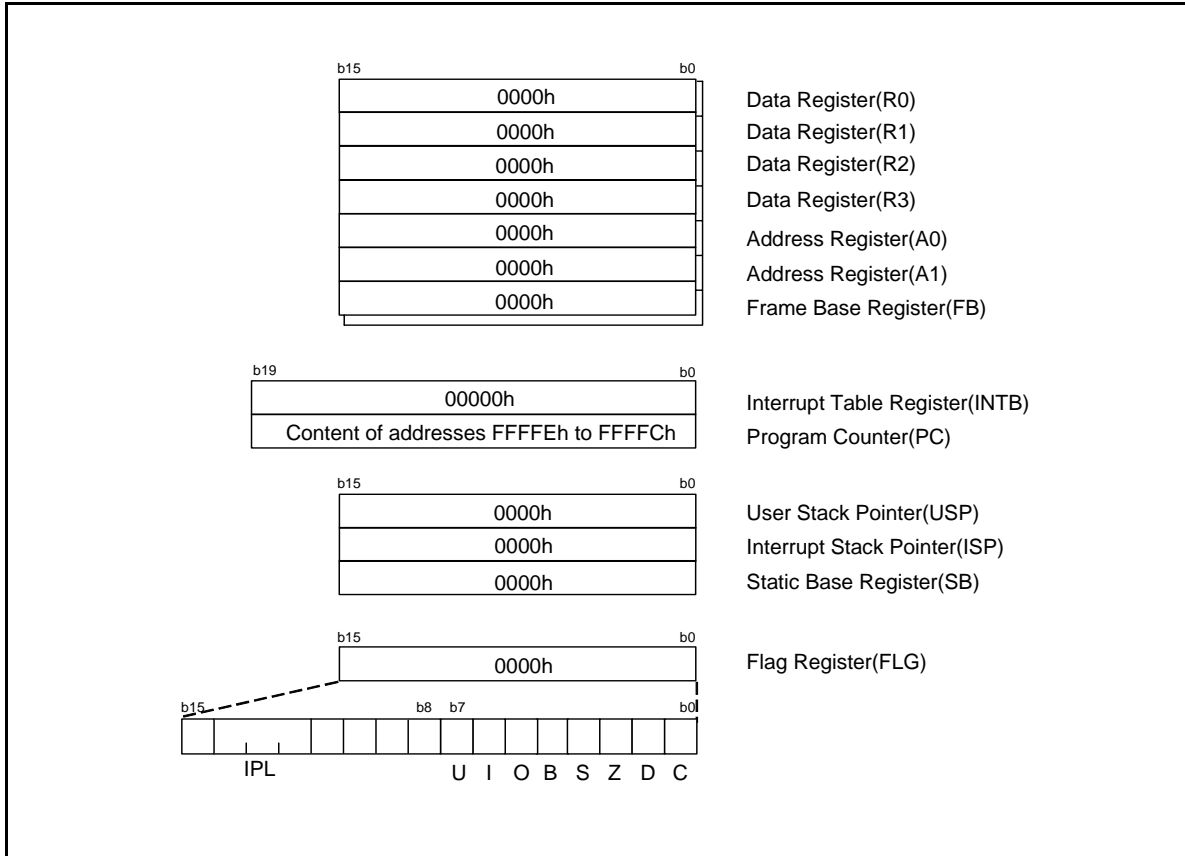 b15 b0
0000h Data Register(R0)
0000h Data Register(R1)
0000h Data Register(R2)
0000h Data Register(R3)
0000h Address Register(A0)
0000h Address Register(A1)
0000h Frame Base Register(FB)
b19 b0
00000h Interrupt Table Register(INTB)
Content of addresses FFFFEh to FFFFCh Program Counter(PC)
b15 b0
0000h User Stack Pointer(USP)
0000h Interrupt Stack Pointer(ISP)
0000h Static Base Register(SB)
b15 b0
0000h Flag Register(FLG)
b15 b8 b7 b0
IPL U I O B S Z D C